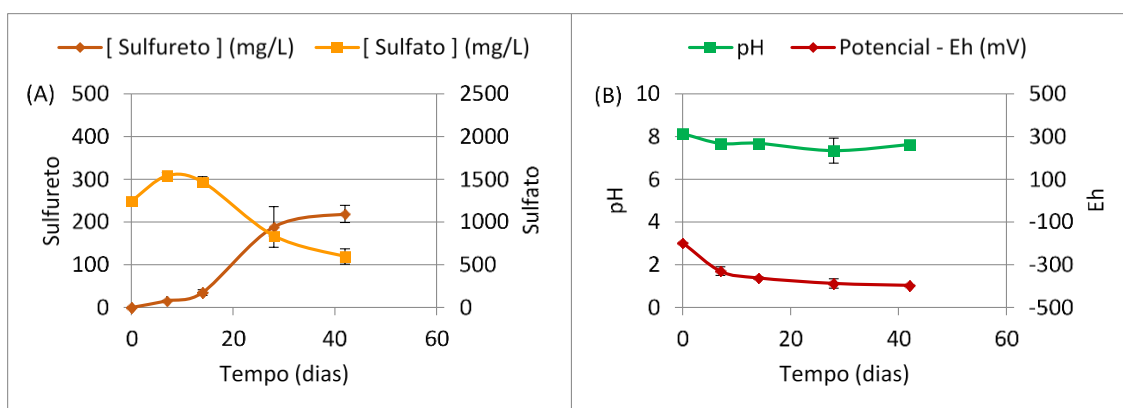 [ Sulfureto ] (mg/L) [ Sulfato ] (mg/L)
(A)
500 2500
400 2000
300 1500
200 1000
100 500
0 0
Sulfureto
Sulfato
0 20 40 60
Tempo (dias)
pH Potencial - Eh (mV)
(B)
10 500
8 300
6 100
4 -100
2 -300
0 -500
pH
Eh
0 20 40 60
Tempo (dias)